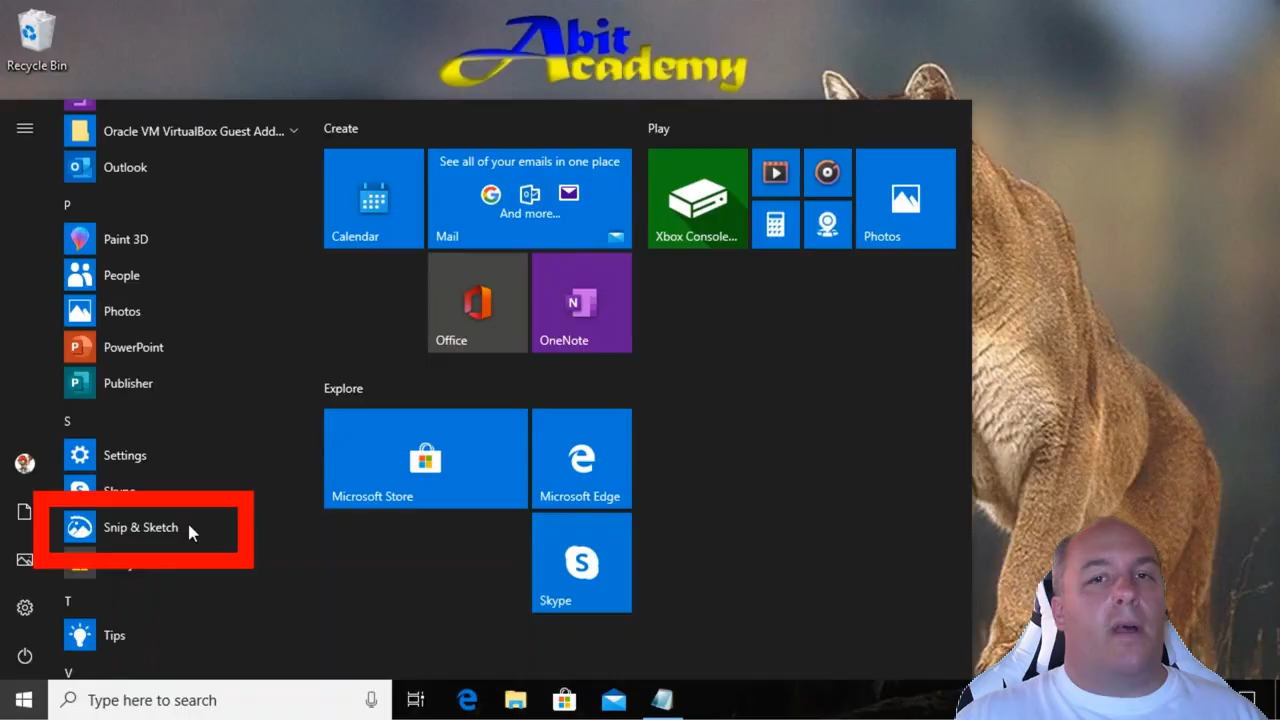 Abit
Academy
Recycle Bin
Oracle VM VirtualBox Guest Add...
Outlook
P
Paint 3D
People
Photos
PowerPoint
Publisher
S
Settings
Skype
Snip & Sketch
T
Tips
V
Create
Calendar
See all of your emails in one place
And more...
Mail
Office
OneNote
Explore
Microsoft Store
Microsoft Edge
Skype
Play
Xbox Console...
Photos
Type here to search